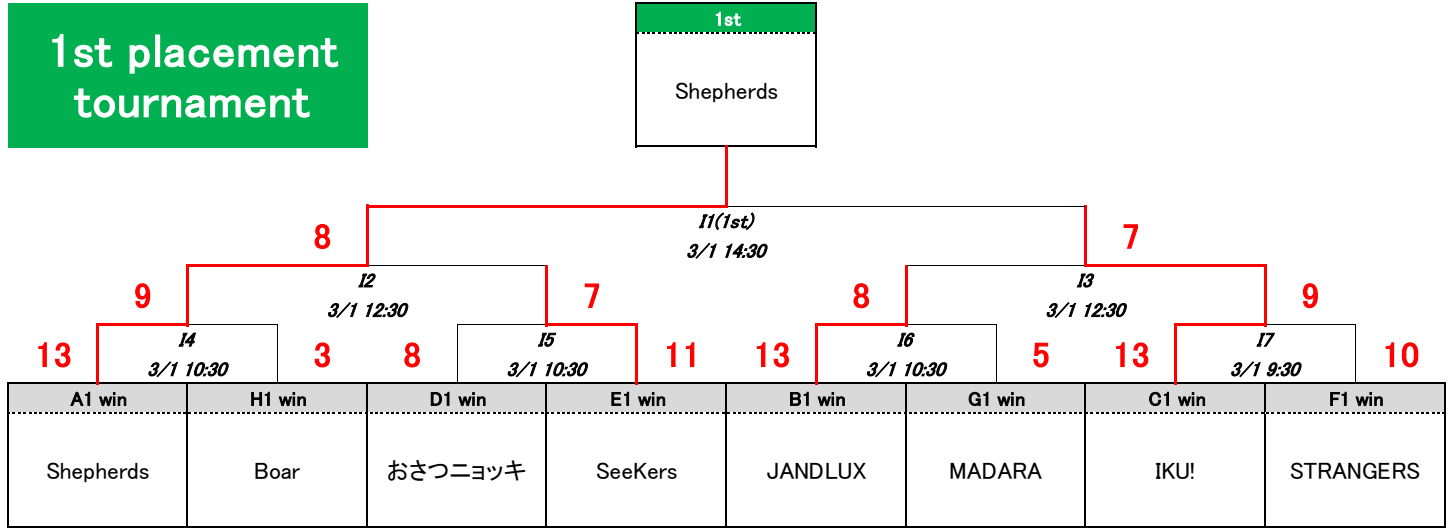 1st placement
tournament
1st
Shepherds
I1(1st)
3/1 14:30
8
7
I2
3/1 12:30
I3
3/1 12:30
9
7
8
9
I4
3/1 10:30
I5
3/1 10:30
I6
3/1 10:30
I7
3/1 9:30
13
3
8
11
13
5
13
10
A1 win
H1 win
D1 win
E1 win
B1 win
G1 win
C1 win
F1 win
Shepherds
Boar
おさつニョッキ
SeeKers
JANDLUX
MADARA
IKU!
STRANGERS